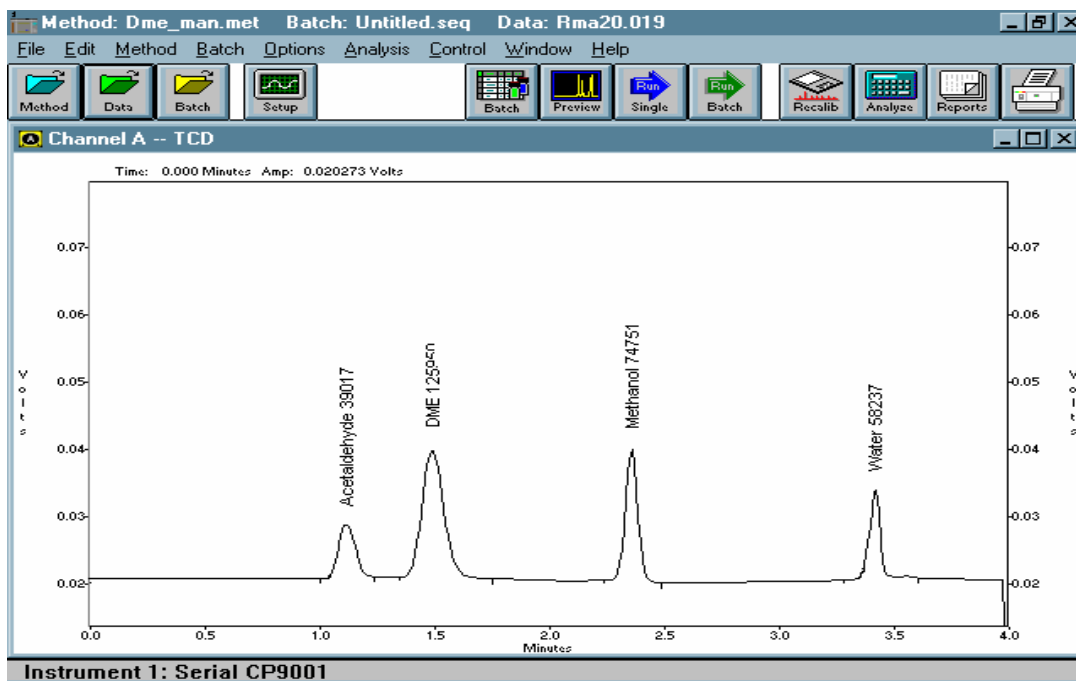 Method: Dme_man.met Batch: Untitled.seq Data: Rma20.019
File Edit Method Batch Options Analysis Control Window Help
Method Data Batch Setup Batch Preview Run Single Run Batch Recalib Analyze Reports
Channel A -- TCD
Time: 0.000 Minutes Amp: 0.020273 Volts
0.07 0.07
0.06 0.06
0.05 0.05
0.04 0.04
0.03 0.03
0.02 0.02
Volts
Volts
Acetaldehyde 39017
DME 125950
Methanol 74751
Water 58237
0.0 0.5 1.0 1.5 2.0 2.5 3.0 3.5 4.0
Minutes
Instrument 1: Serial CP9001